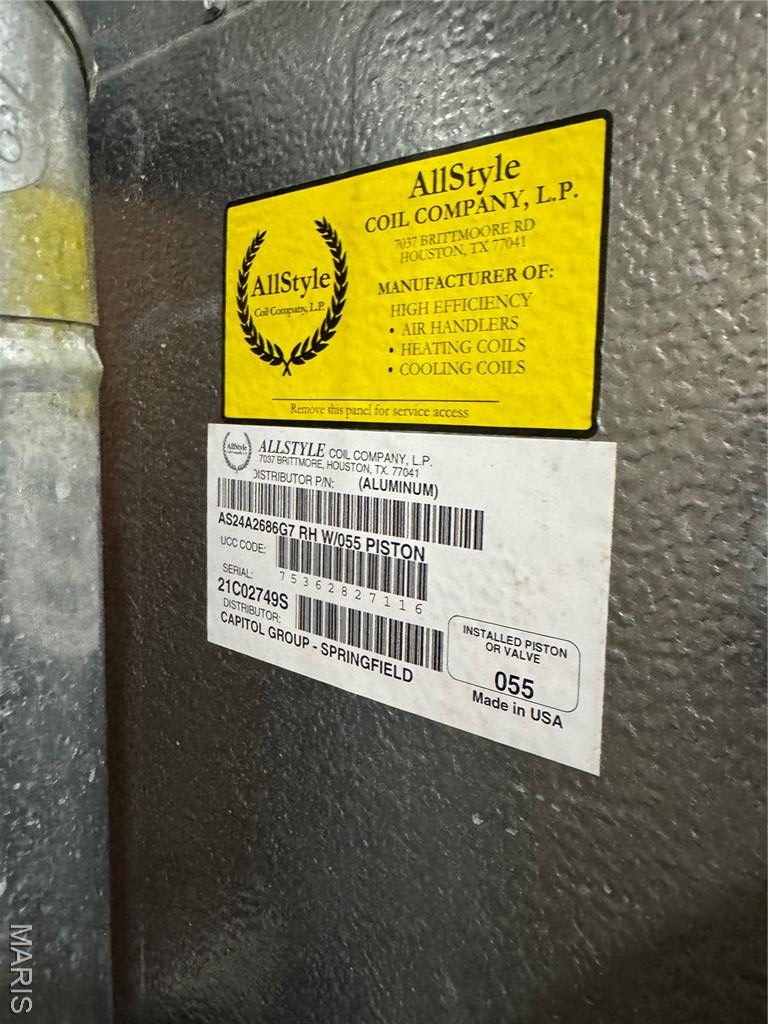 AllStyle
COIL COMPANY, L.P.
7037 BRITTMOORE RD
HOUSTON, TX 77041
AllStyle
Coil Company, L.P.
MANUFACTURER OF:
HIGH EFFICIENCY
• AIR HANDLERS
• HEATING COILS
• COOLING COILS
Remove this panel for service access
AllStyle
ALLSTYLE COIL COMPANY, L.P.
7037 BRITTMORE, HOUSTON, TX. 77041
DISTRIBUTOR P/N: (ALUMINUM)
AS24A2686G7 RH W/055 PISTON
UCC CODE:
75362827116
SERIAL:
21C02749S
DISTRIBUTOR:
CAPITOL GROUP - SPRINGFIELD
INSTALLED PISTON
OR VALVE
055
Made in USA
MARIS